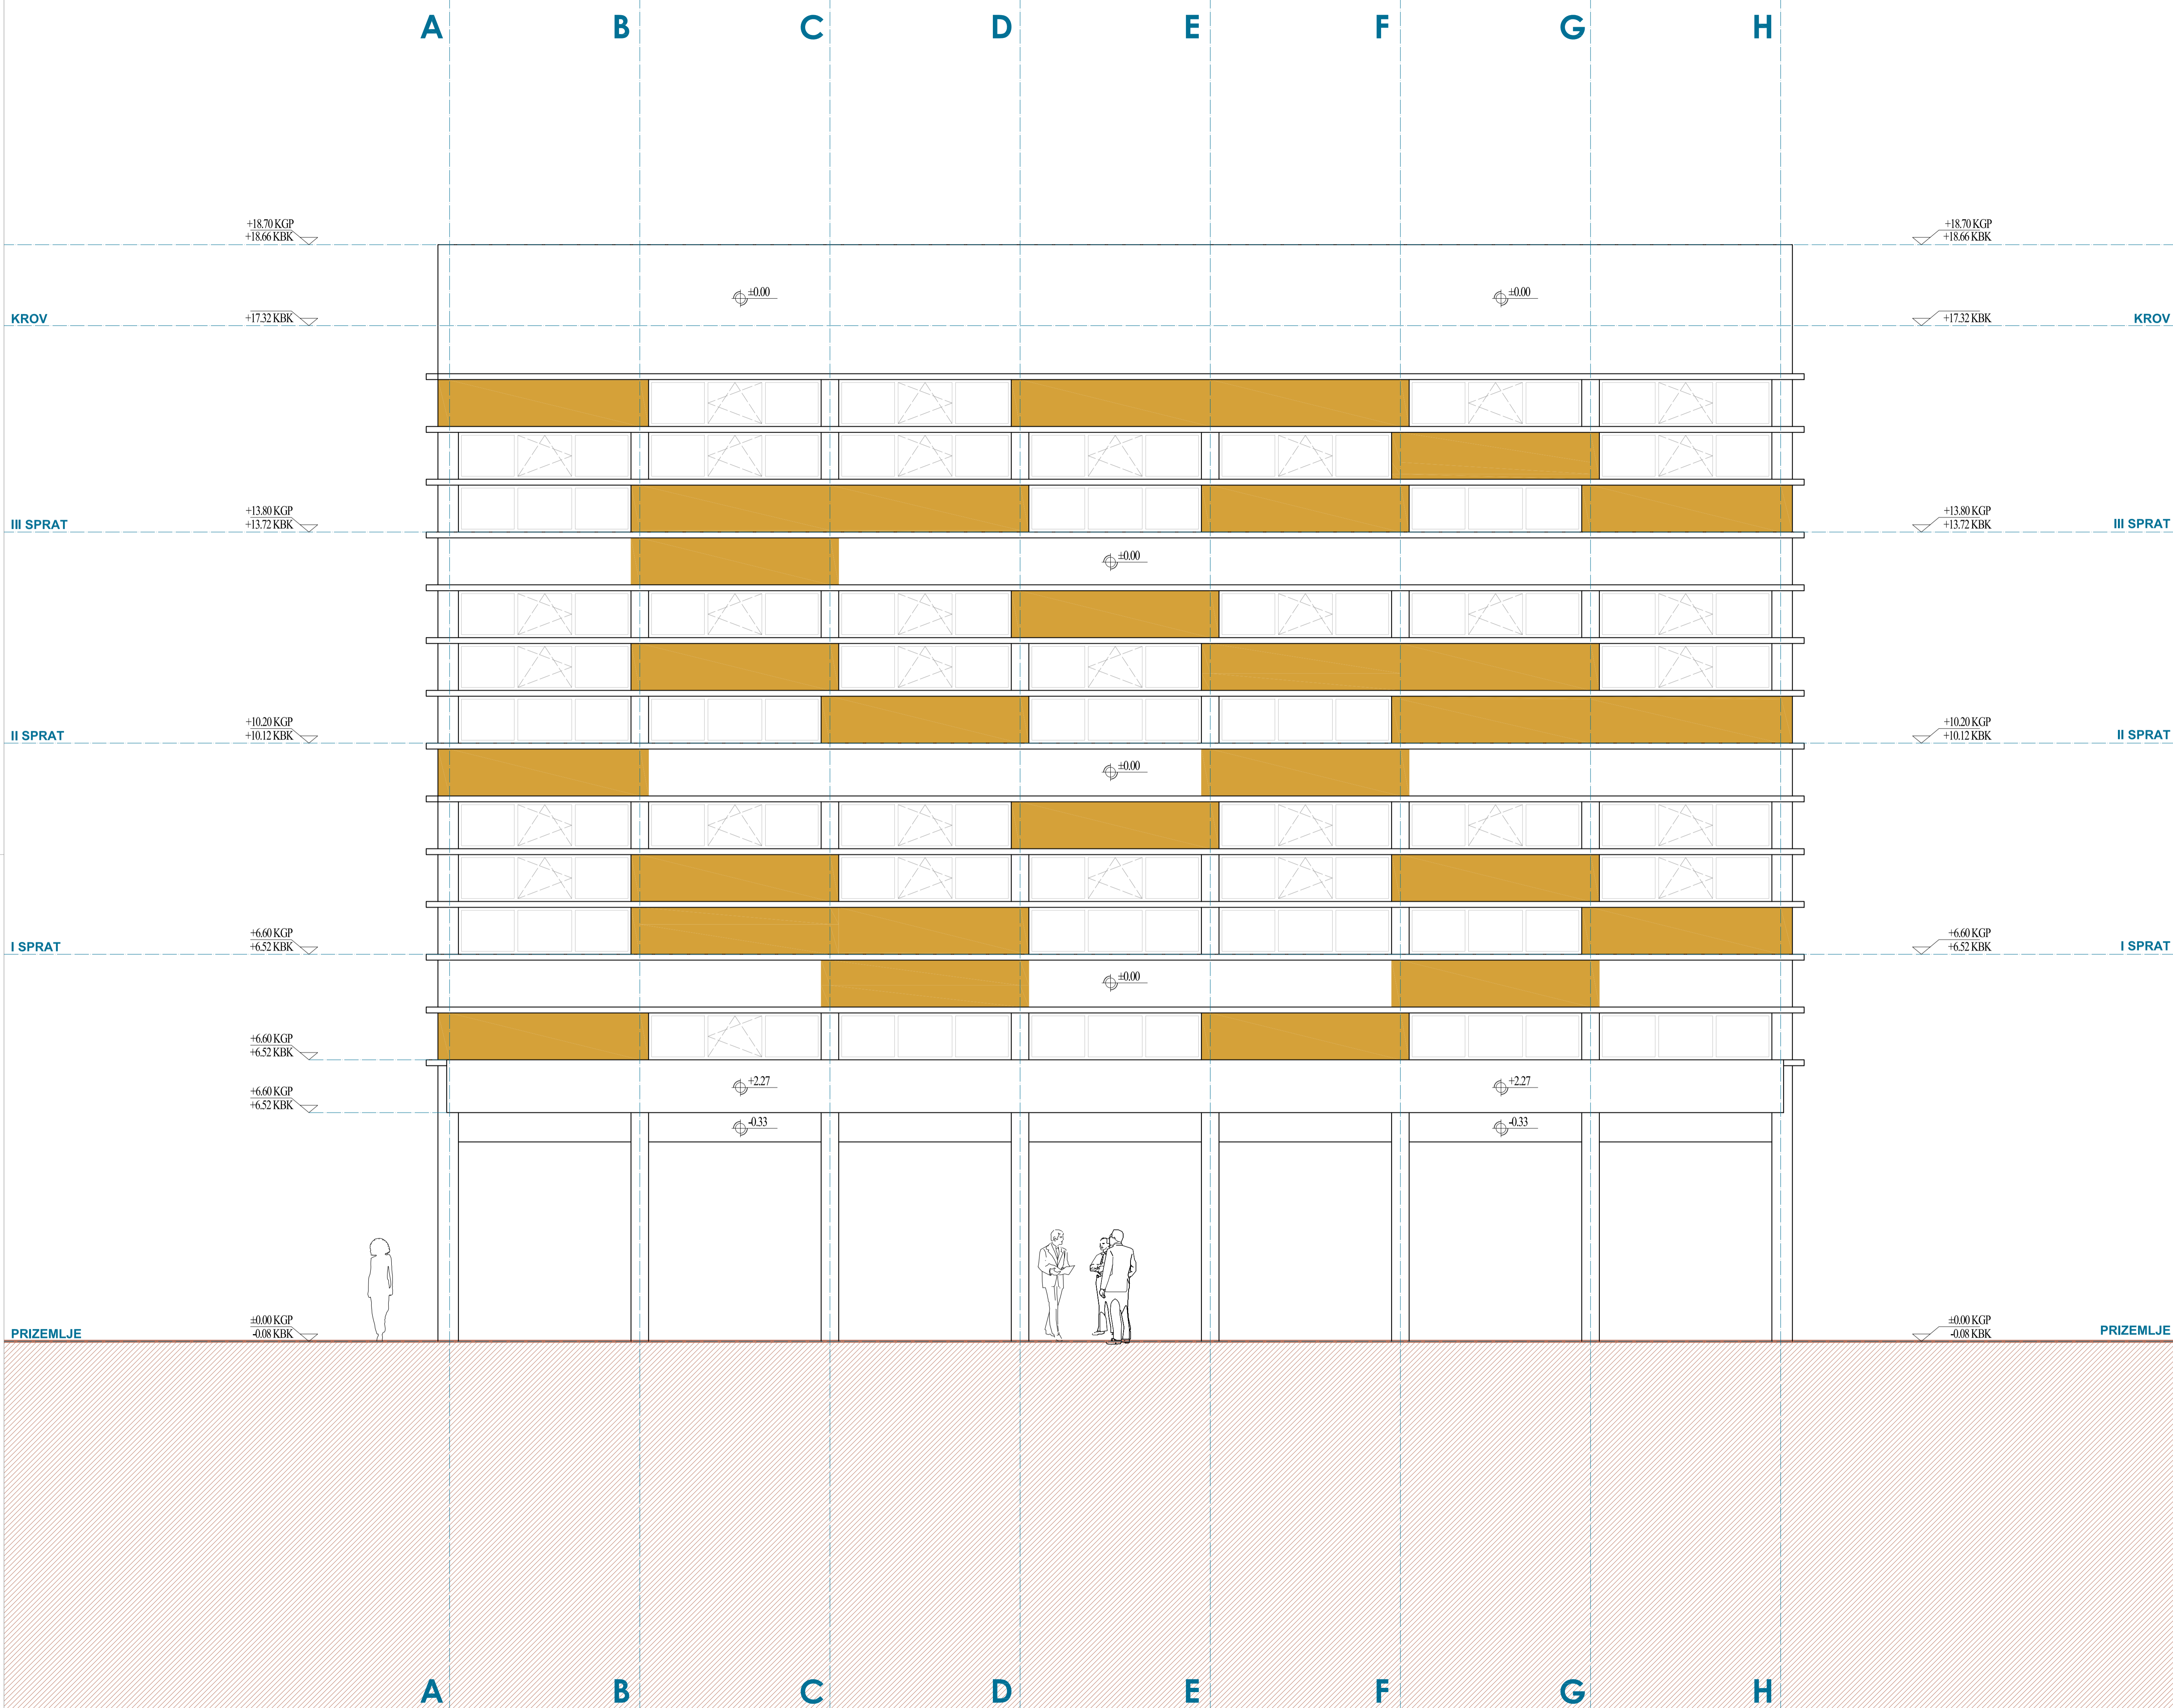 A B C D E F G H
+18.70 KGP +18.70 KGP
+18.66 KBK +18.66 KBK
±0.00 ±0.00
KROV +17.32 KBK +17.32 KBK KROV
+13.80 KGP +13.80 KGP
III SPRAT +13.72 KBK +13.72 KBK III SPRAT
±0.00
+10.20 KGP +10.20 KGP
II SPRAT +10.12 KBK +10.12 KBK II SPRAT
±0.00
+6.60 KGP +6.60 KGP
I SPRAT +6.52 KBK +6.52 KBK I SPRAT
±0.00
+6.60 KGP
+6.52 KBK
+2.27 +2.27
+6.60 KGP
+6.52 KBK
-0.33 -0.33
±0.00 KGP ±0.00 KGP
PRIZEMLJE -0.08 KBK -0.08 KBK PRIZEMLJE
A B C D E F G H